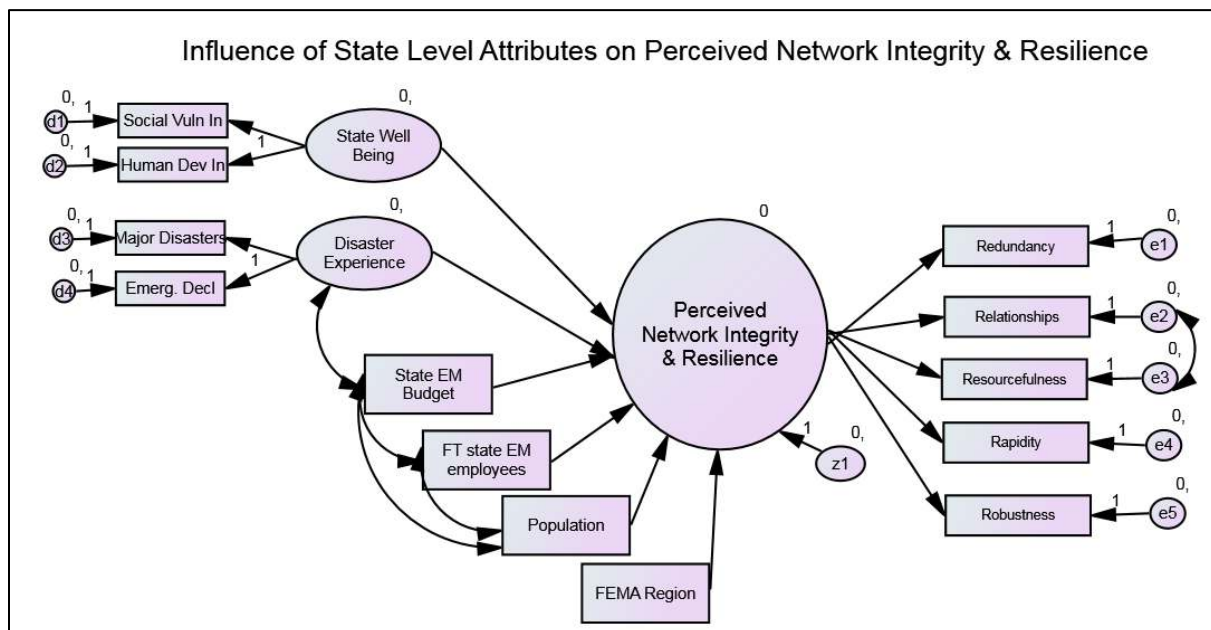 Influence of State Level Attributes on Perceived Network Integrity & Resilience
0,
d1
1
Social Vuln In
0,
d2
1
Human Dev In
1
0,
State Well
Being
0,
d3
1
Major Disasters
0,
d4
1
Emerg. Decl
1
0,
Disaster
Experience
State EM
Budget
FT state EM
employees
Population
FEMA Region
0
Perceived
Network Integrity
& Resilience
1
0,
z1
Redundancy
1
0,
e1
Relationships
1
0,
e2
Resourcefulness
1
0,
e3
Rapidity
1
0,
e4
Robustness
1
0,
e5